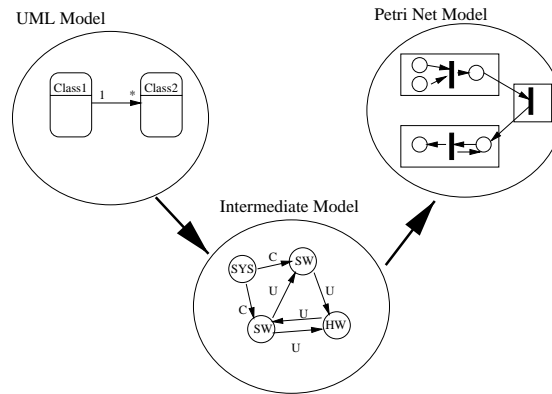 UML Model
Class1
Class2
1
*
Petri Net Model
Intermediate Model
SYS
C
SW
C
U
U
SW
U
HW
U